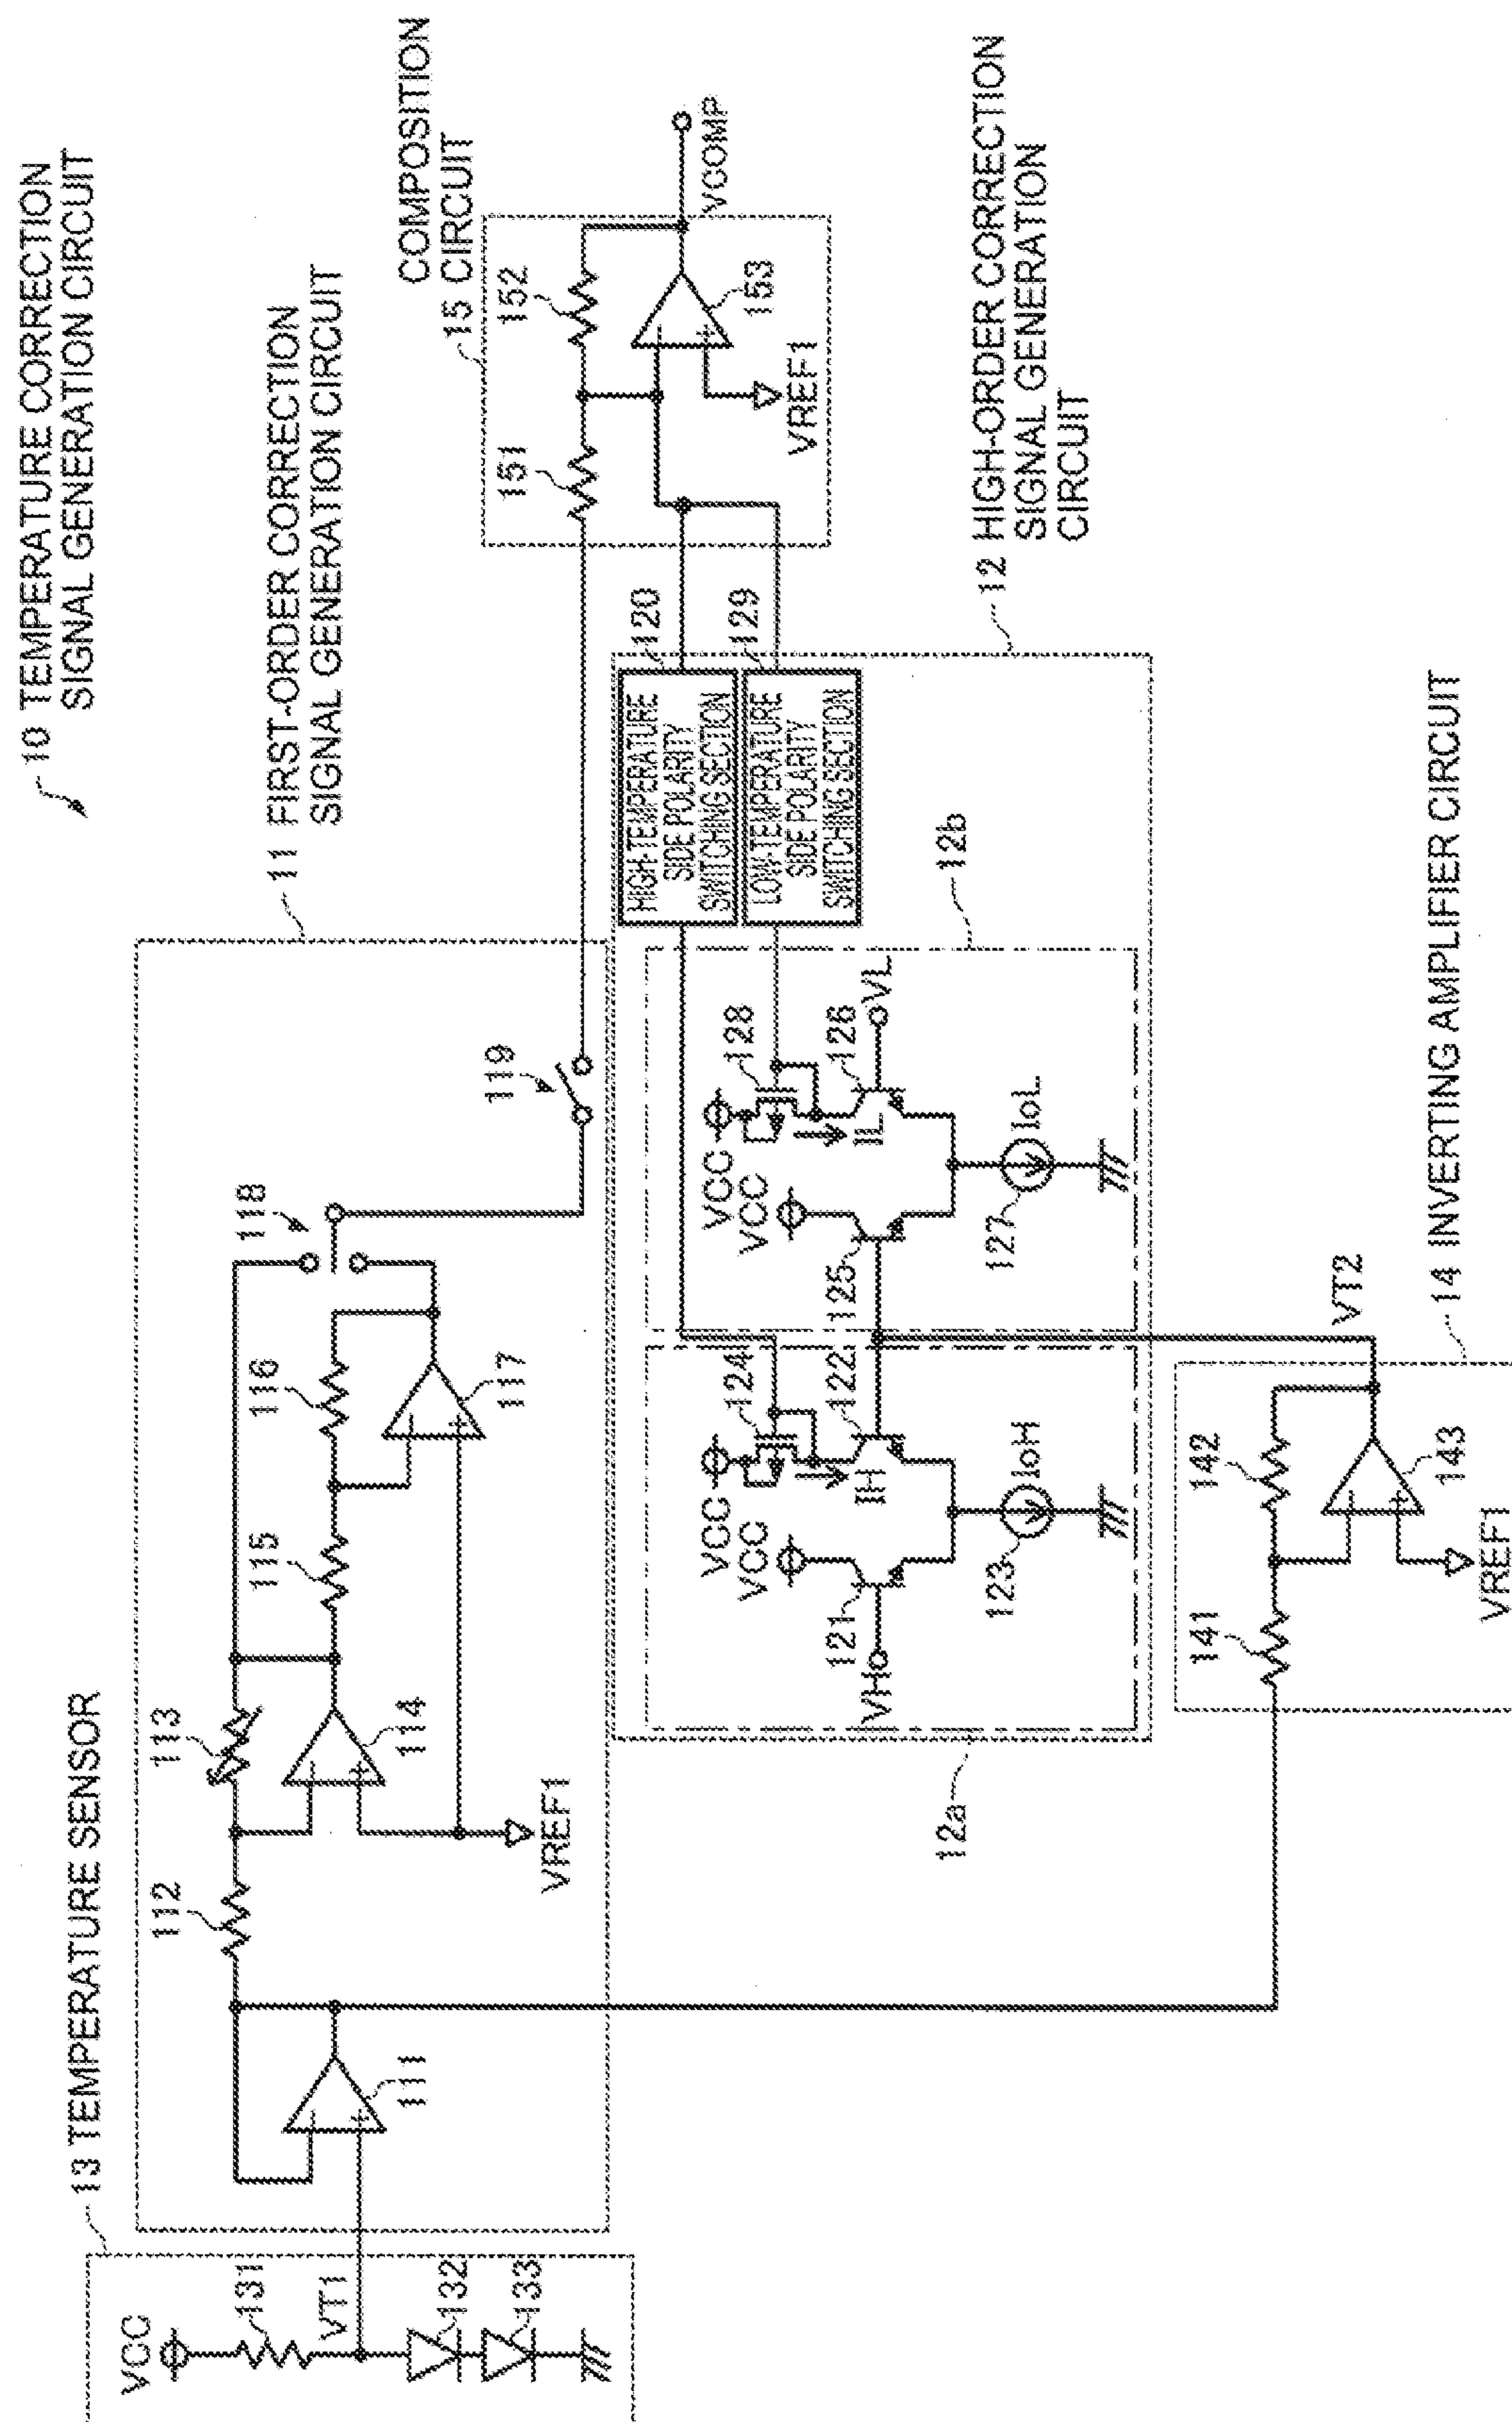 10 TEMPERATURE CORRECTION
SIGNAL GENERATION CIRCUIT
11 FIRST-ORDER CORRECTION
SIGNAL GENERATION CIRCUIT
13 TEMPERATURE SENSOR
VCC
131
VT1
132
133
111
112
113
114
VREF1
115
116
117
118
119
COMPOSITION
15 CIRCUIT
151
152
153
VREF1
VCOMP
HIGH-TEMPERATURE
SIDE POLARITY
SWITCHING SECTION
120
LOW-TEMPERATURE
SIDE POLARITY
SWITCHING SECTION
129
12 HIGH-ORDER CORRECTION
SIGNAL GENERATION
CIRCUIT
12a
VH
121
VCC
VCC
124
IH
122
123
IoH
12b
125
VCC
VCC
128
IL
126
VL
127
IoL
14 INVERTING AMPLIFIER CIRCUIT
141
142
143
VREF1
VT2